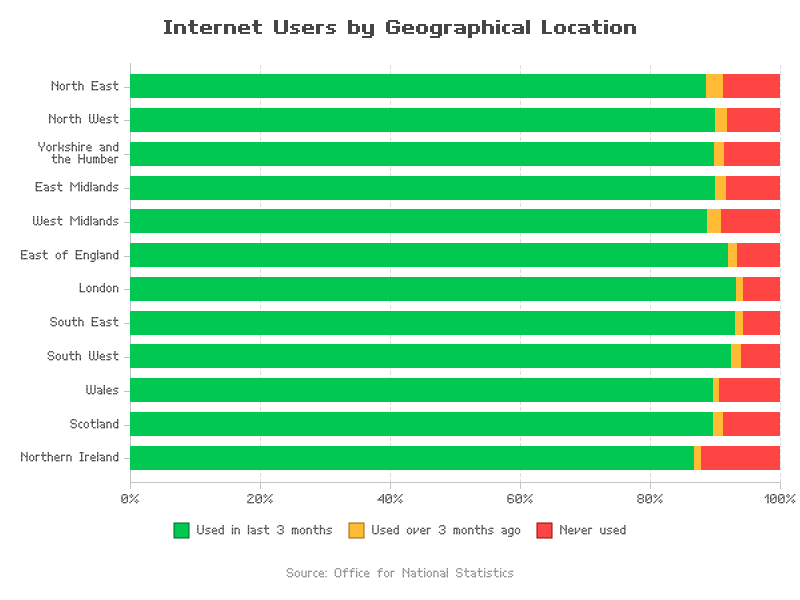 Internet Users by Geographical Location
North East
North West
Yorkshire and
the Humber
East Midlands
West Midlands
East of England
London
South East
South West
Wales
Scotland
Northern Ireland
0% 20% 40% 60% 80% 100%
Used in last 3 months Used over 3 months ago Never used
Source: Office for National Statistics